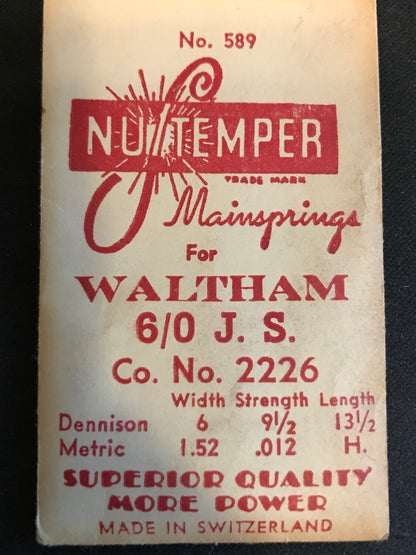 No. 589
NU TEMPER
TRADE MARK
Mainsprings
For
WALTHAM
6/0 J. S.
Co. No. 2226
Width Strength Length
Dennison 6 9½ 13½
Metric 1.52 .012 H.
SUPERIOR QUALITY
MORE POWER
MADE IN SWITZERLAND